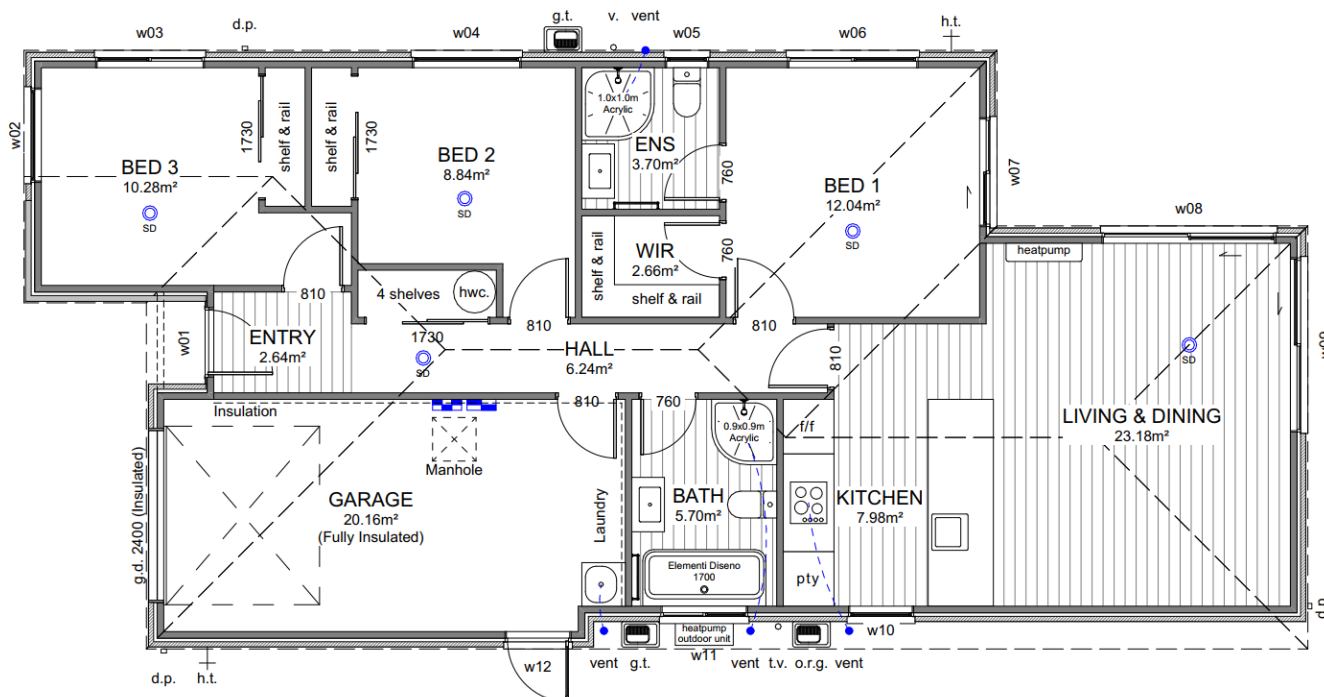 w03
d.p.
w04
g.t.
v.
vent
w05
w06
h.t.
w02
BED 3
10.28m²
SD
1730
shelf & rail
shelf & rail
1730
BED 2
8.84m²
SD
1.0x1.0m
Acrylic
ENS
3.70m²
760
BED 1
12.04m²
SD
w07
w08
heatpump
WIR
2.66m²
760
shelf & rail
shelf & rail
4 shelves
hwc.
810
810
810
810
w01
ENTRY
2.64m²
1730
SD
HALL
6.24m²
SD
w09
LIVING & DINING
23.18m²
Insulation
Manhole
810
760
0.9x0.9m
Acrylic
f/f
g.d. 2400 (Insulated)
GARAGE
20.16m²
(Fully Insulated)
Laundry
BATH
5.70m²
KITCHEN
7.98m²
Elementi Diseno
1700
pty
d.p.
heatpump
outdoor unit
w10
w11
w12
vent
g.t.
vent
t.v.
o.r.g.
vent
d.p.
h.t.